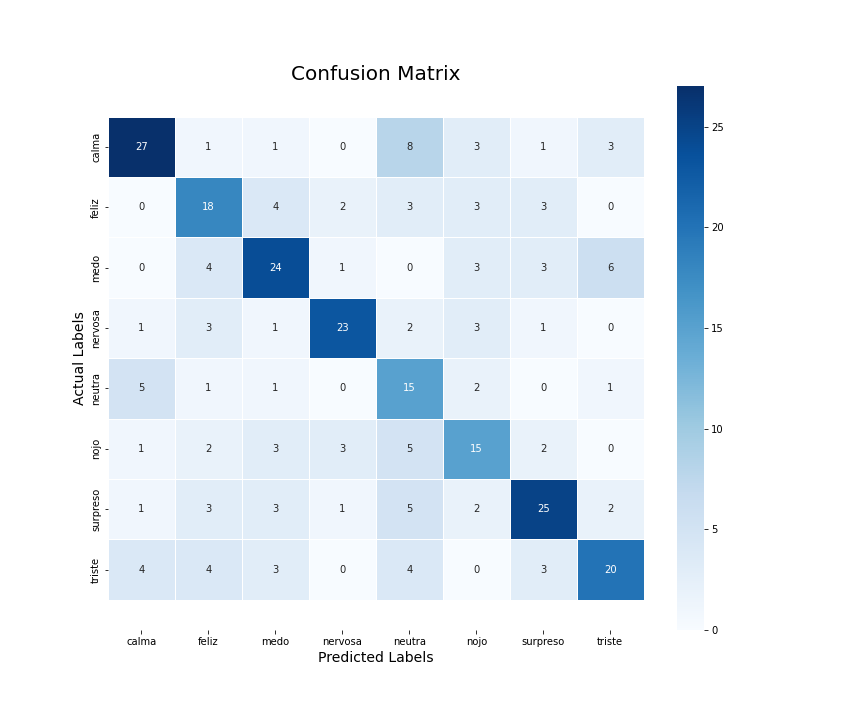 Confusion Matrix
calma 27 1 1 0 8 3 1 3
feliz 0 18 4 2 3 3 3 0
medo 0 4 24 1 0 3 3 6
nervosa 1 3 1 23 2 3 1 0
neutra 5 1 1 0 15 2 0 1
nojo 1 2 3 3 5 15 2 0
surpreso 1 3 3 1 5 2 25 2
triste 4 4 3 0 4 0 3 20
calma feliz medo nervosa neutra nojo surpreso triste
Predicted Labels
Actual Labels
25
20
15
10
5
0